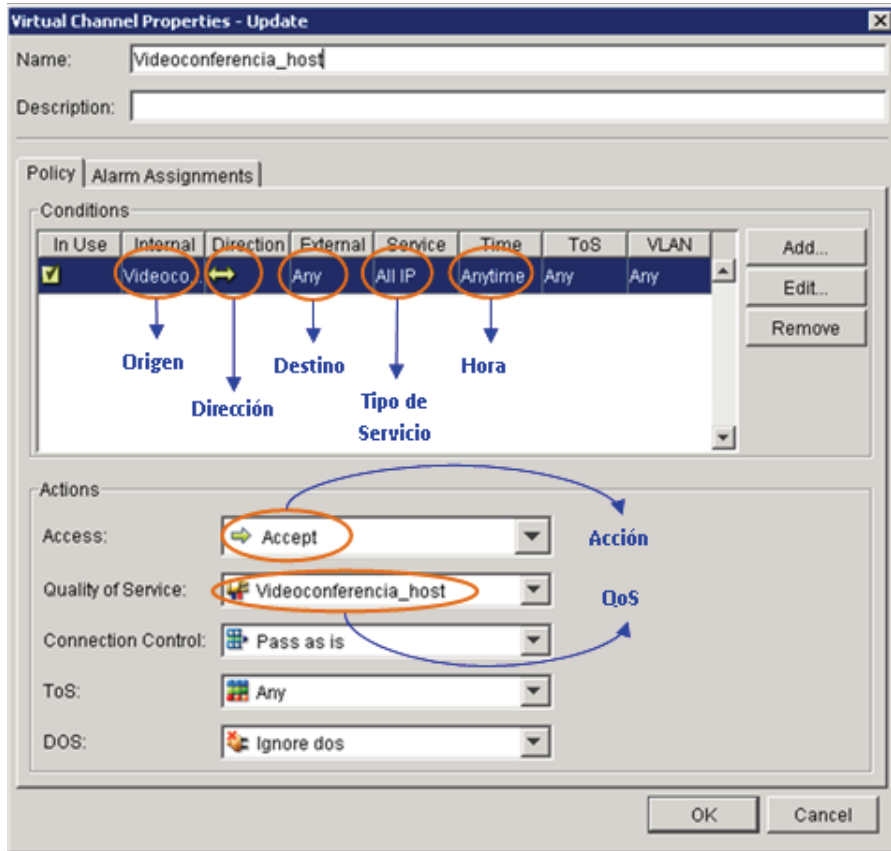 Virtual Channel Properties - Update
Name: Videoconferencia_host
Description:
Policy Alarm Assignments
Conditions
In Use Internal Direction External Service Time ToS VLAN
Videoco... Any All IP Anytime Any Any
Add...
Edit...
Remove
Origen Destino Hora
Dirección Tipo de
Servicio
Actions
Access: Accept Acción
Quality of Service: Videoconferencia_host QoS
Connection Control: Pass as is
ToS: Any
DOS: Ignore dos
OK Cancel